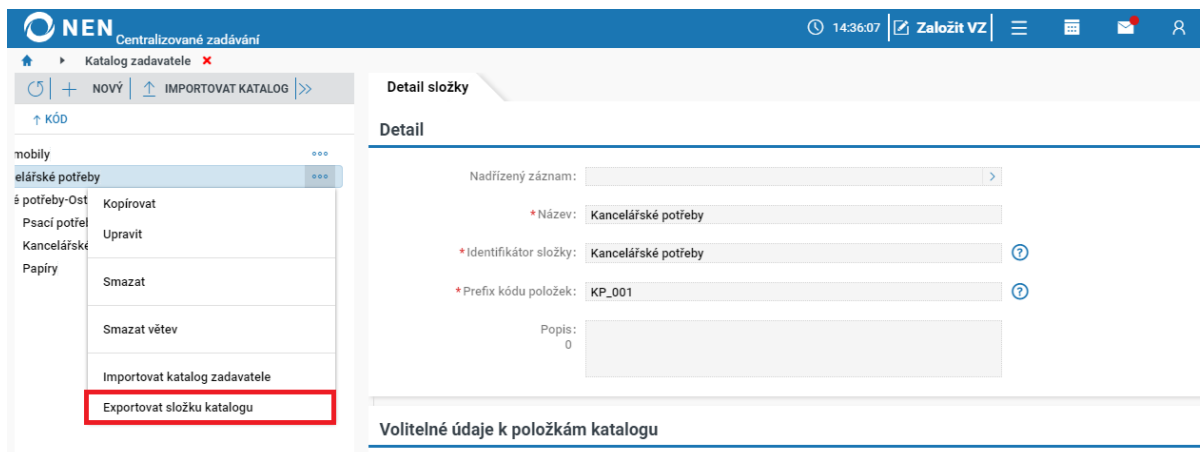 NEN Centralizované zadávání 14:36:07 Založit VZ
Katalog zadavatele
NOVÝ IMPORTOVAT KATALOG
↑ KÓD
mobily
elářské potřeby
é potřeby-Ost
Psací potřeb
Kancelářské
Papíry
Kopírovat
Upravit
Smazat
Smazat větev
Importovat katalog zadavatele
Exportovat složku katalogu
Detail složky
Detail
Nadřízený záznam:
*Název: Kancelářské potřeby
*Identifikátor složky: Kancelářské potřeby
*Prefix kódu položek: KP_001
Popis:
0
Volitelné údaje k položkám katalogu